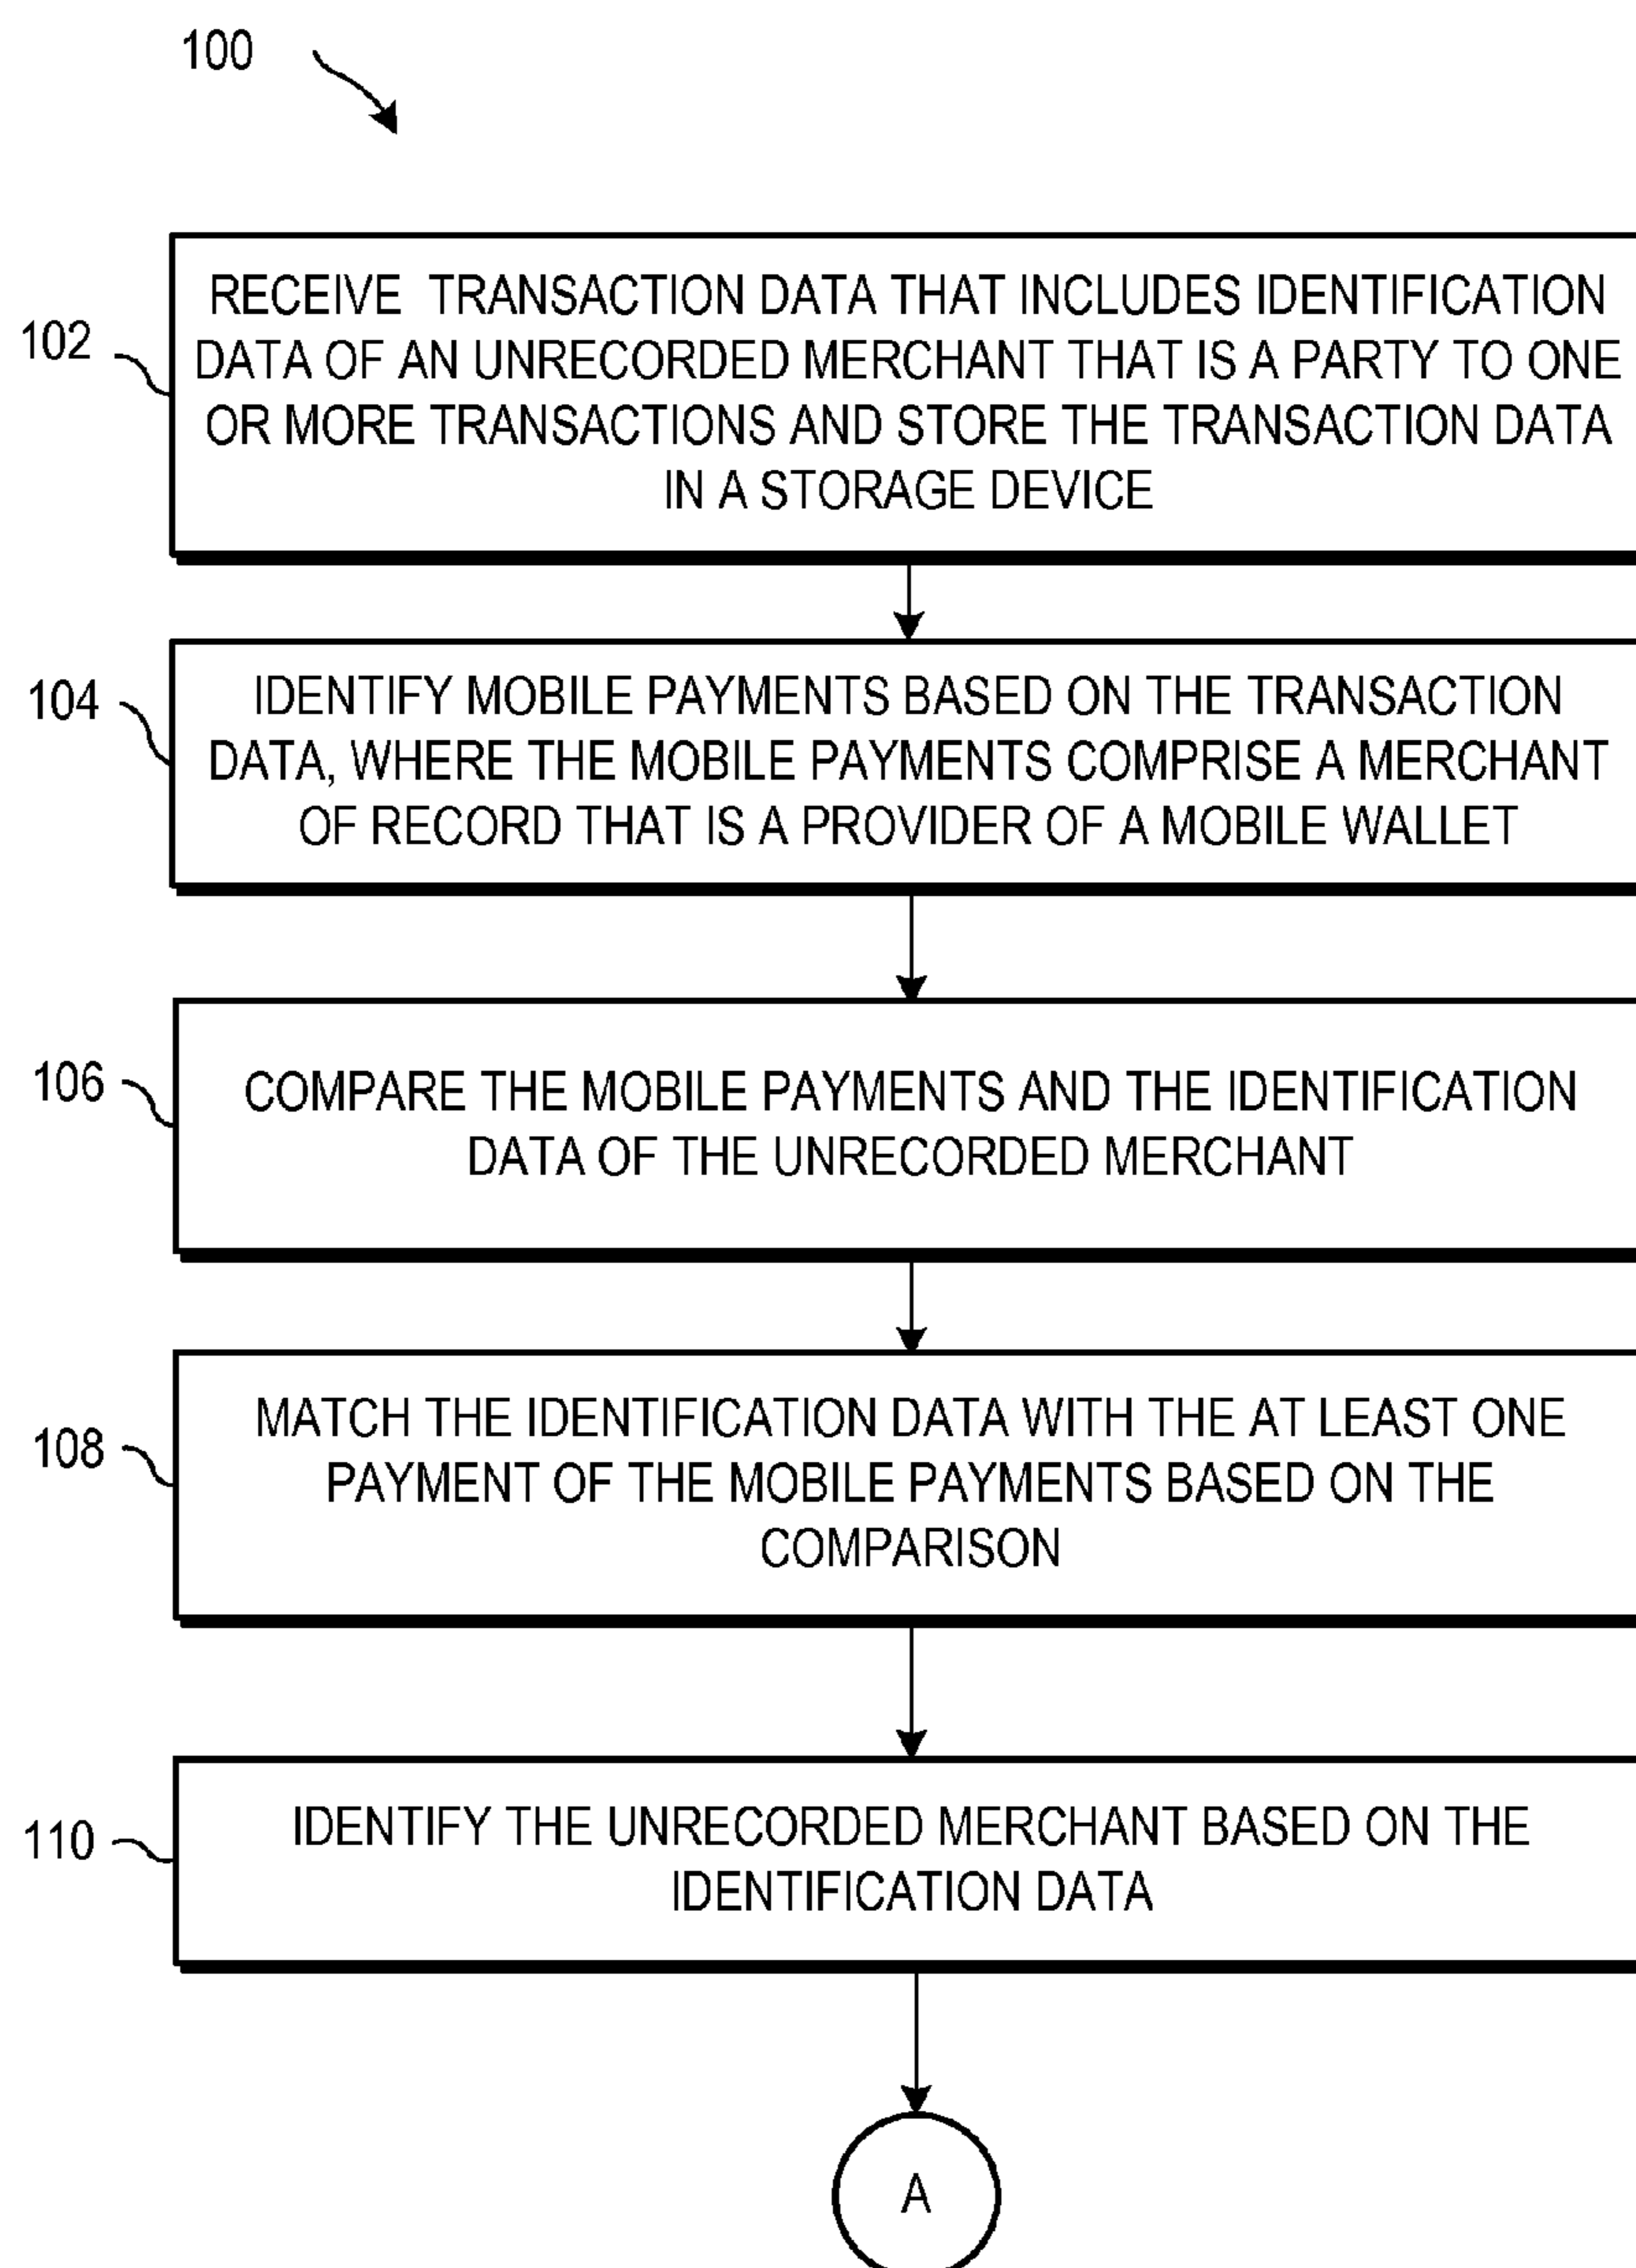 100
102
RECEIVE TRANSACTION DATA THAT INCLUDES IDENTIFICATION
DATA OF AN UNRECORDED MERCHANT THAT IS A PARTY TO ONE
OR MORE TRANSACTIONS AND STORE THE TRANSACTION DATA
IN A STORAGE DEVICE
104
IDENTIFY MOBILE PAYMENTS BASED ON THE TRANSACTION
DATA, WHERE THE MOBILE PAYMENTS COMPRISE A MERCHANT
OF RECORD THAT IS A PROVIDER OF A MOBILE WALLET
106
COMPARE THE MOBILE PAYMENTS AND THE IDENTIFICATION
DATA OF THE UNRECORDED MERCHANT
108
MATCH THE IDENTIFICATION DATA WITH THE AT LEAST ONE
PAYMENT OF THE MOBILE PAYMENTS BASED ON THE
COMPARISON
110
IDENTIFY THE UNRECORDED MERCHANT BASED ON THE
IDENTIFICATION DATA
A